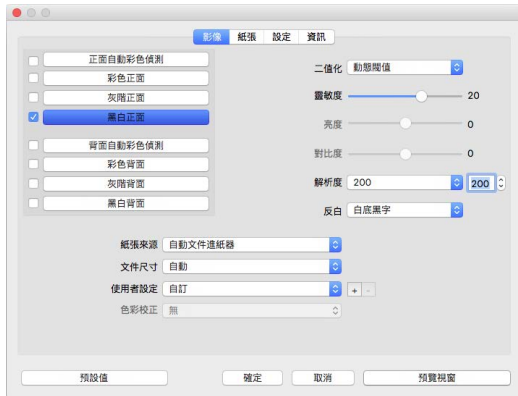 影像 紙張 設定 資訊
正面自動彩色偵測
彩色正面
灰階正面
黑白正面
背面自動彩色偵測
彩色背面
灰階背面
黑白背面
二值化 動態閥值
靈敏度 20
亮度 0
對比度 0
解析度 200 200
反白 白底黑字
紙張來源 自動文件進紙器
文件尺寸 自動
使用者設定 自訂 + -
色彩校正 無
預設值 確定 取消 預覽視窗